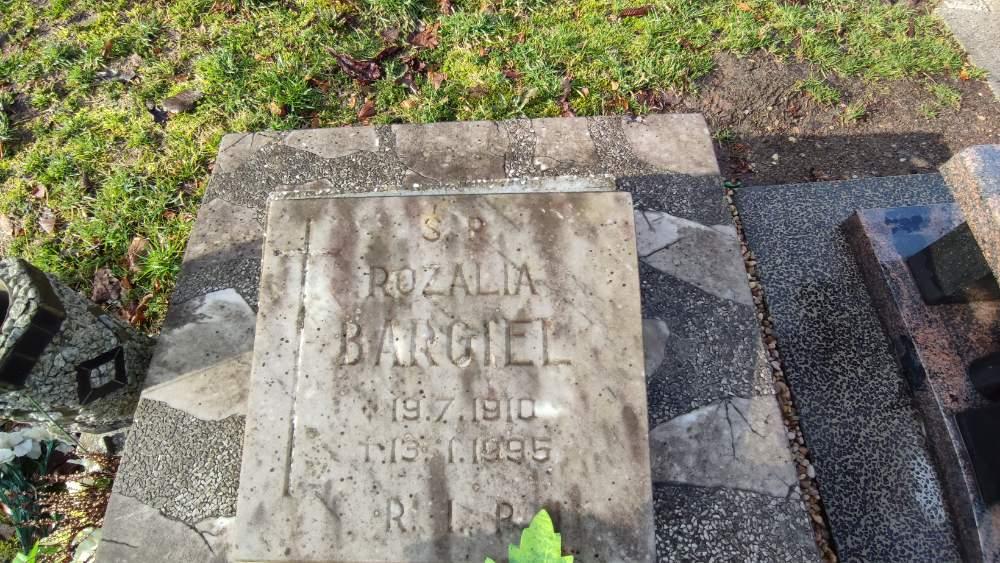 S. P.
ROZALIA
BARGIEL
* 19.7.1910
† 13.1.1995
R. I. P.